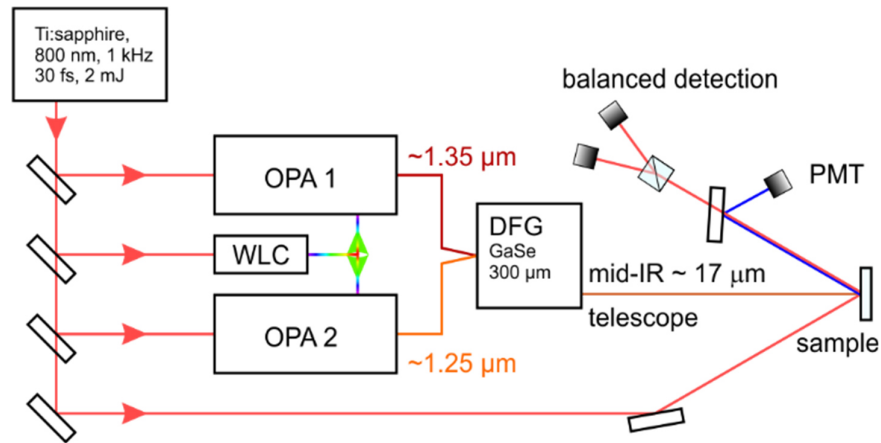 Ti:sapphire,
800 nm, 1 kHz
30 fs, 2 mJ
balanced detection
OPA 1
~1.35 µm
PMT
WLC
DFG
GaSe
300 µm
mid-IR ~ 17 µm
telescope
sample
OPA 2
~1.25 µm